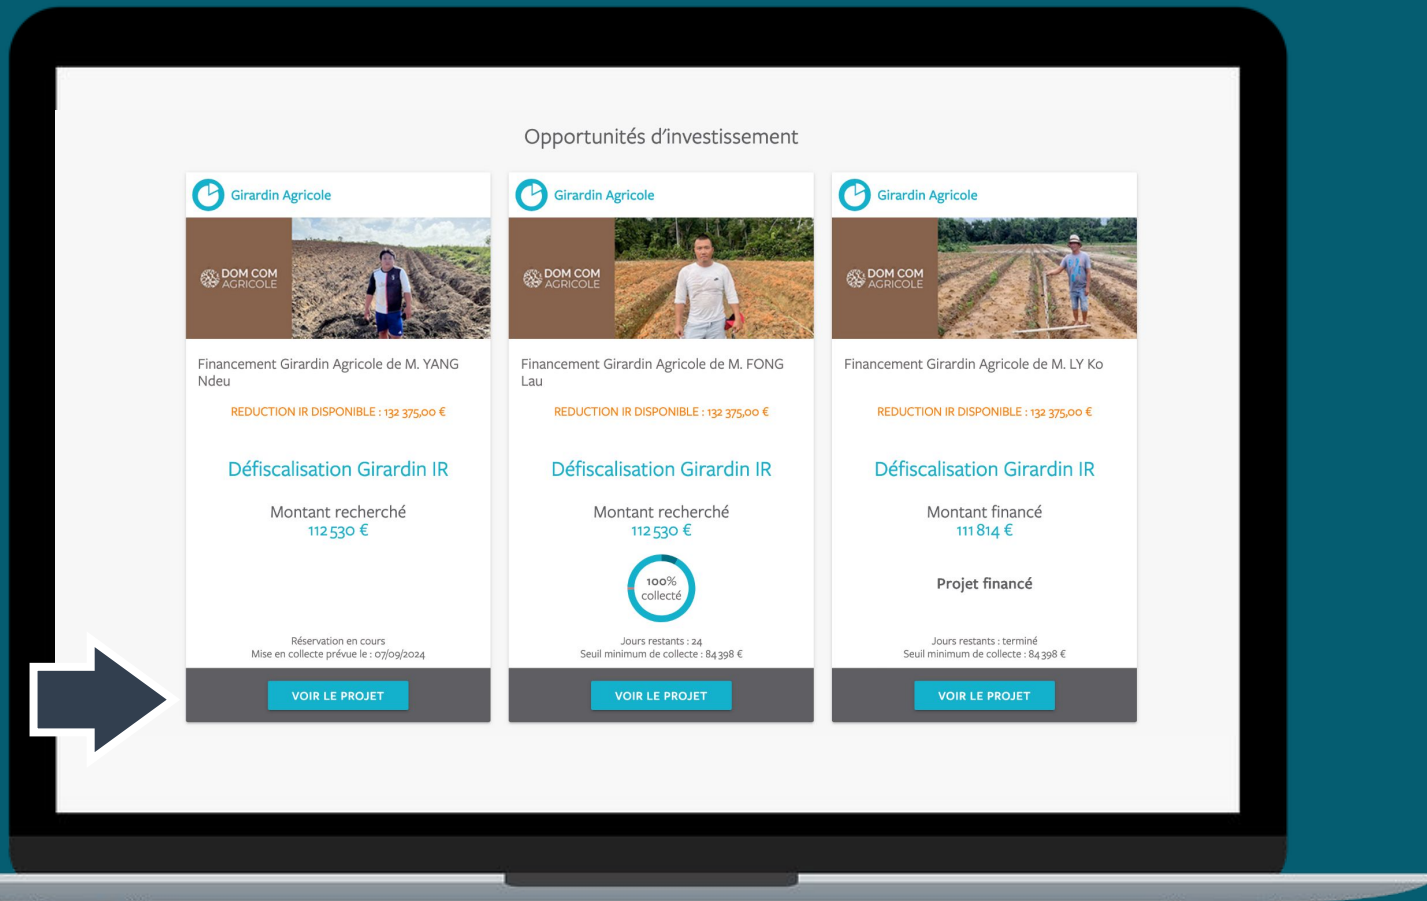 Opportunités d'investissement
Girardin Agricole
DOM COM
AGRICOLE
Financement Girardin Agricole de M. YANG
Ndeu
REDUCTION IR DISPONIBLE : 132 375,00 €
Défiscalisation Girardin IR
Montant recherché
112 530 €
Réservation en cours
Mise en collecte prévue le : 07/09/2024
VOIR LE PROJET
Girardin Agricole
DOM COM
AGRICOLE
Financement Girardin Agricole de M. FONG
Lau
REDUCTION IR DISPONIBLE : 132 375,00 €
Défiscalisation Girardin IR
Montant recherché
112 530 €
100%
collecté
Jours restants : 24
Seuil minimum de collecte : 84 398 €
VOIR LE PROJET
Girardin Agricole
DOM COM
AGRICOLE
Financement Girardin Agricole de M. LY Ko
REDUCTION IR DISPONIBLE : 132 375,00 €
Défiscalisation Girardin IR
Montant financé
111 814 €
Projet financé
Jours restants : terminé
Seuil minimum de collecte : 84 398 €
VOIR LE PROJET